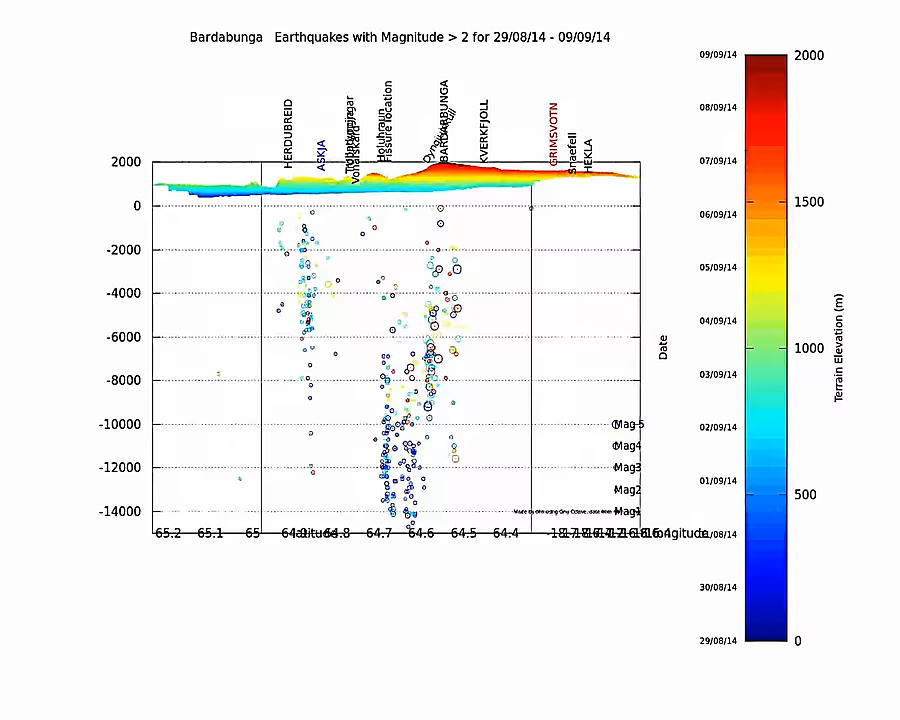 Bardabunga   Earthquakes with Magnitude > 2 for 29/08/14 - 09/09/14
HERDUBREID
ASKJA
Holuhraun
Fissure location
BARDARBUNGA
KVERKFJOLL
GRIMSVOTN
Snaefell
HEKLA
2000
0
-2000
-4000
-6000
-8000
-10000
-12000
-14000
Mag 5
Mag4
Mag3
Mag2
Mag1
65.2
65.1
65
64.7
64.6
64.5
64.4
Date
09/09/14
08/09/14
07/09/14
06/09/14
05/09/14
04/09/14
03/09/14
02/09/14
01/09/14
31/08/14
30/08/14
29/08/14
2000
1500
1000
500
0
Terrain Elevation (m)